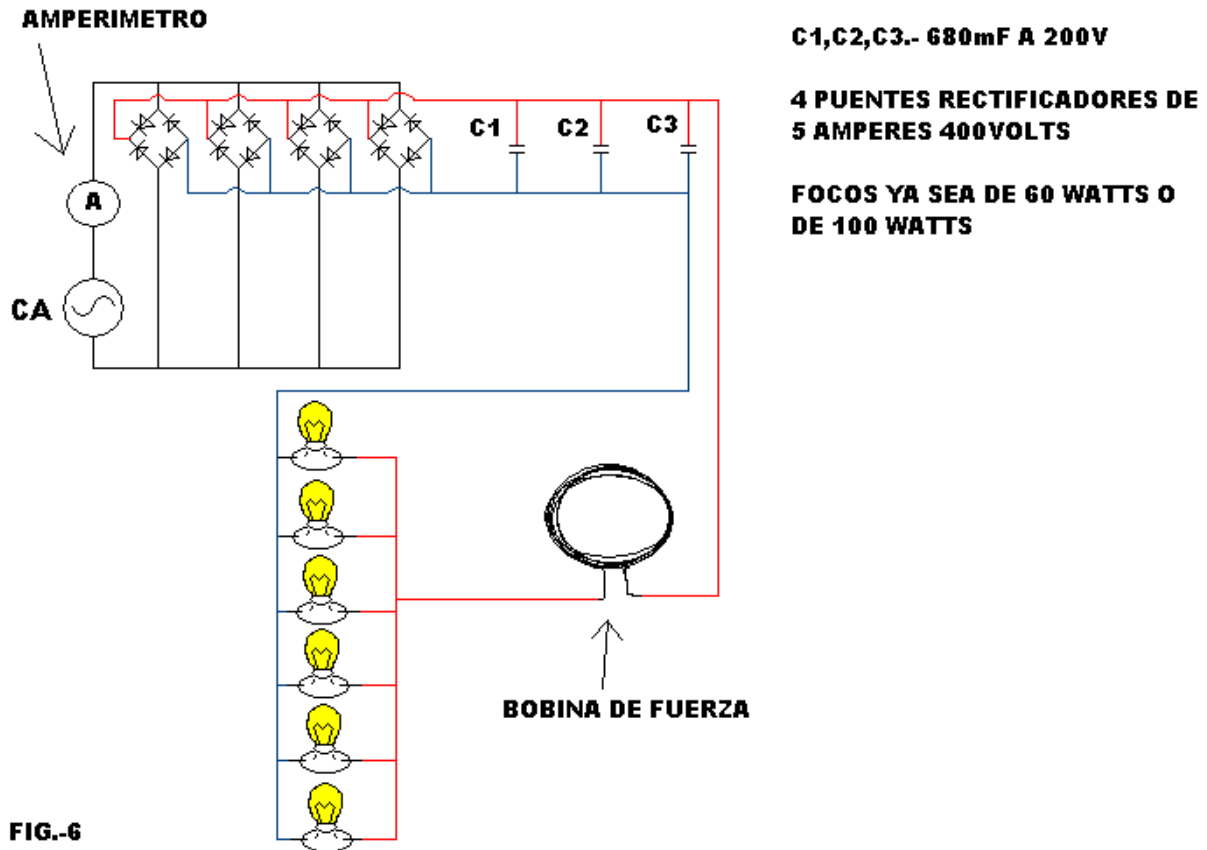 AMPERIMETRO
C1,C2,C3.- 680mF A 200V
4 PUENTES RECTIFICADORES DE
5 AMPERES 400VOLTS
FOCOS YA SEA DE 60 WATTS O
DE 100 WATTS
C1
C2
C3
A
CA
BOBINA DE FUERZA
FIG.-6